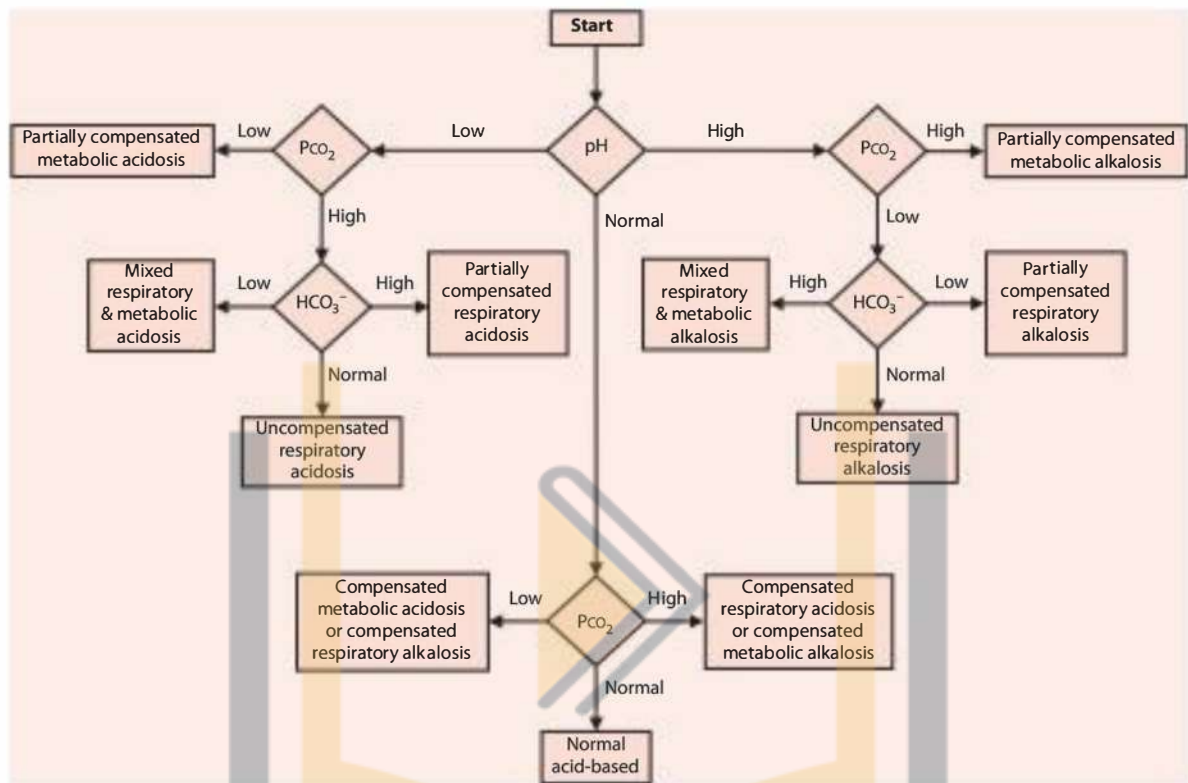 Start
pH
Low
High
Normal
Pco₂
Low
Partially compensated
metabolic acidosis
High
HCO₃⁻
Low
Mixed
respiratory
& metabolic
acidosis
High
Partially
compensated
respiratory
acidosis
Normal
Uncompensated
respiratory
acidosis
Pco₂
High
Partially compensated
metabolic alkalosis
Low
HCO₃⁻
High
Mixed
respiratory
& metabolic
alkalosis
Low
Partially
compensated
respiratory
alkalosis
Normal
Uncompensated
respiratory
alkalosis
Pco₂
Low
Compensated
metabolic acidosis
or compensated
respiratory alkalosis
High
Compensated
respiratory acidosis
or compensated
metabolic alkalosis
Normal
Normal
acid-based